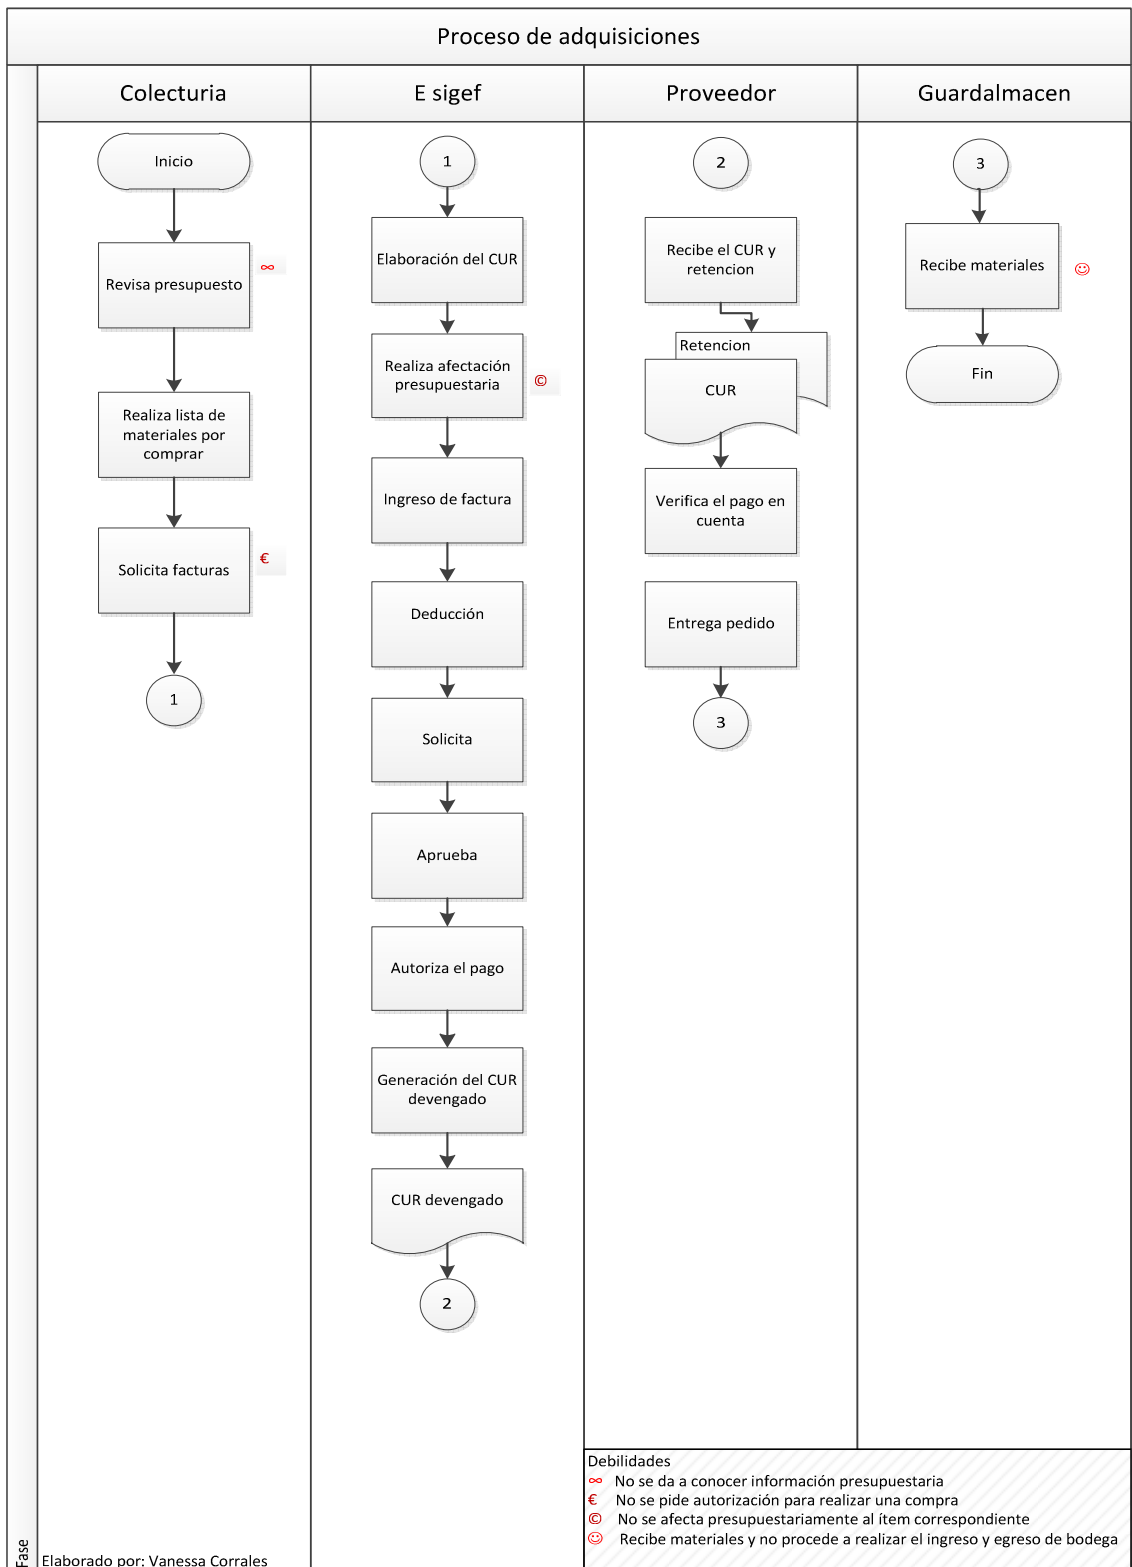 Proceso de adquisiciones
Colecturia
E sigef
Proveedor
Guardalmacen
Inicio
Revisa presupuesto
∞
Realiza lista de
materiales por
comprar
Solicita facturas
€
1
1
Elaboración del CUR
Realiza afectación
presupuestaria
©
Ingreso de factura
Deducción
Solicita
Aprueba
Autoriza el pago
Generación del CUR
devengado
CUR devengado
2
2
Recibe el CUR y
retencion
Retencion
CUR
Verifica el pago en
cuenta
Entrega pedido
3
3
Recibe materiales
☺
Fin
Debilidades
∞ No se da a conocer información presupuestaria
€ No se pide autorización para realizar una compra
© No se afecta presupuestariamente al ítem correspondiente
☺ Recibe materiales y no procede a realizar el ingreso y egreso de bodega
Fase
Elaborado por: Vanessa Corrales